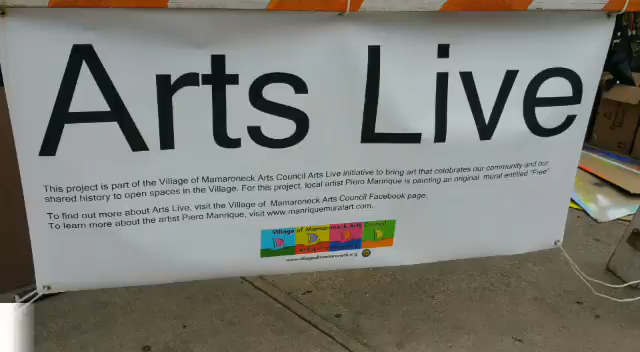 Arts Live
This project is part of the Village of Mamaroneck Arts Council Arts Live initiative to bring art that celebrates our community and our
shared history to open spaces in the Village. For this project, local artist Piero Manrique is painting an original mural entitled "Free"
To find out more about Arts Live, visit the Village of Mamaroneck Arts Council Facebook page.
To learn more about the artist Piero Manrique, visit www.manriquemuralart.com.
Village of Mamaroneck Arts Council